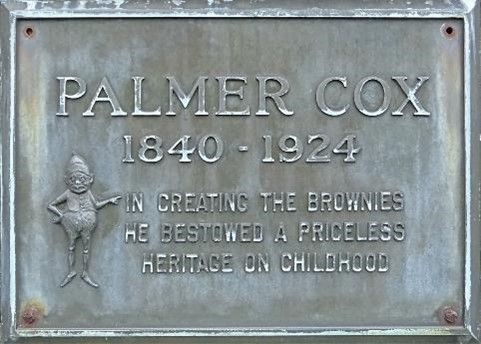 PALMER COX
1840 - 1924
IN CREATING THE BROWNIES
HE BESTOWED A PRICELESS
HERITAGE ON CHILDHOOD